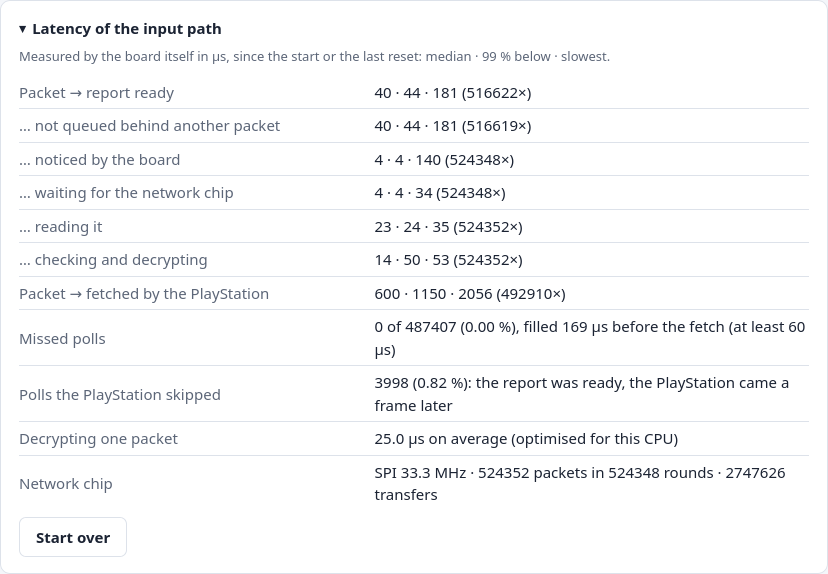 ▾ Latency of the input path
Measured by the board itself in µs, since the start or the last reset: median · 99 % below · slowest.
Packet → report ready 40 · 44 · 181 (516622×)
... not queued behind another packet 40 · 44 · 181 (516619×)
... noticed by the board 4 · 4 · 140 (524348×)
... waiting for the network chip 4 · 4 · 34 (524348×)
... reading it 23 · 24 · 35 (524352×)
... checking and decrypting 14 · 50 · 53 (524352×)
Packet → fetched by the PlayStation 600 · 1150 · 2056 (492910×)
Missed polls 0 of 487407 (0.00 %), filled 169 µs before the fetch (at least 60
µs)
Polls the PlayStation skipped 3998 (0.82 %): the report was ready, the PlayStation came a
frame later
Decrypting one packet 25.0 µs on average (optimised for this CPU)
Network chip SPI 33.3 MHz · 524352 packets in 524348 rounds · 2747626
transfers
Start over